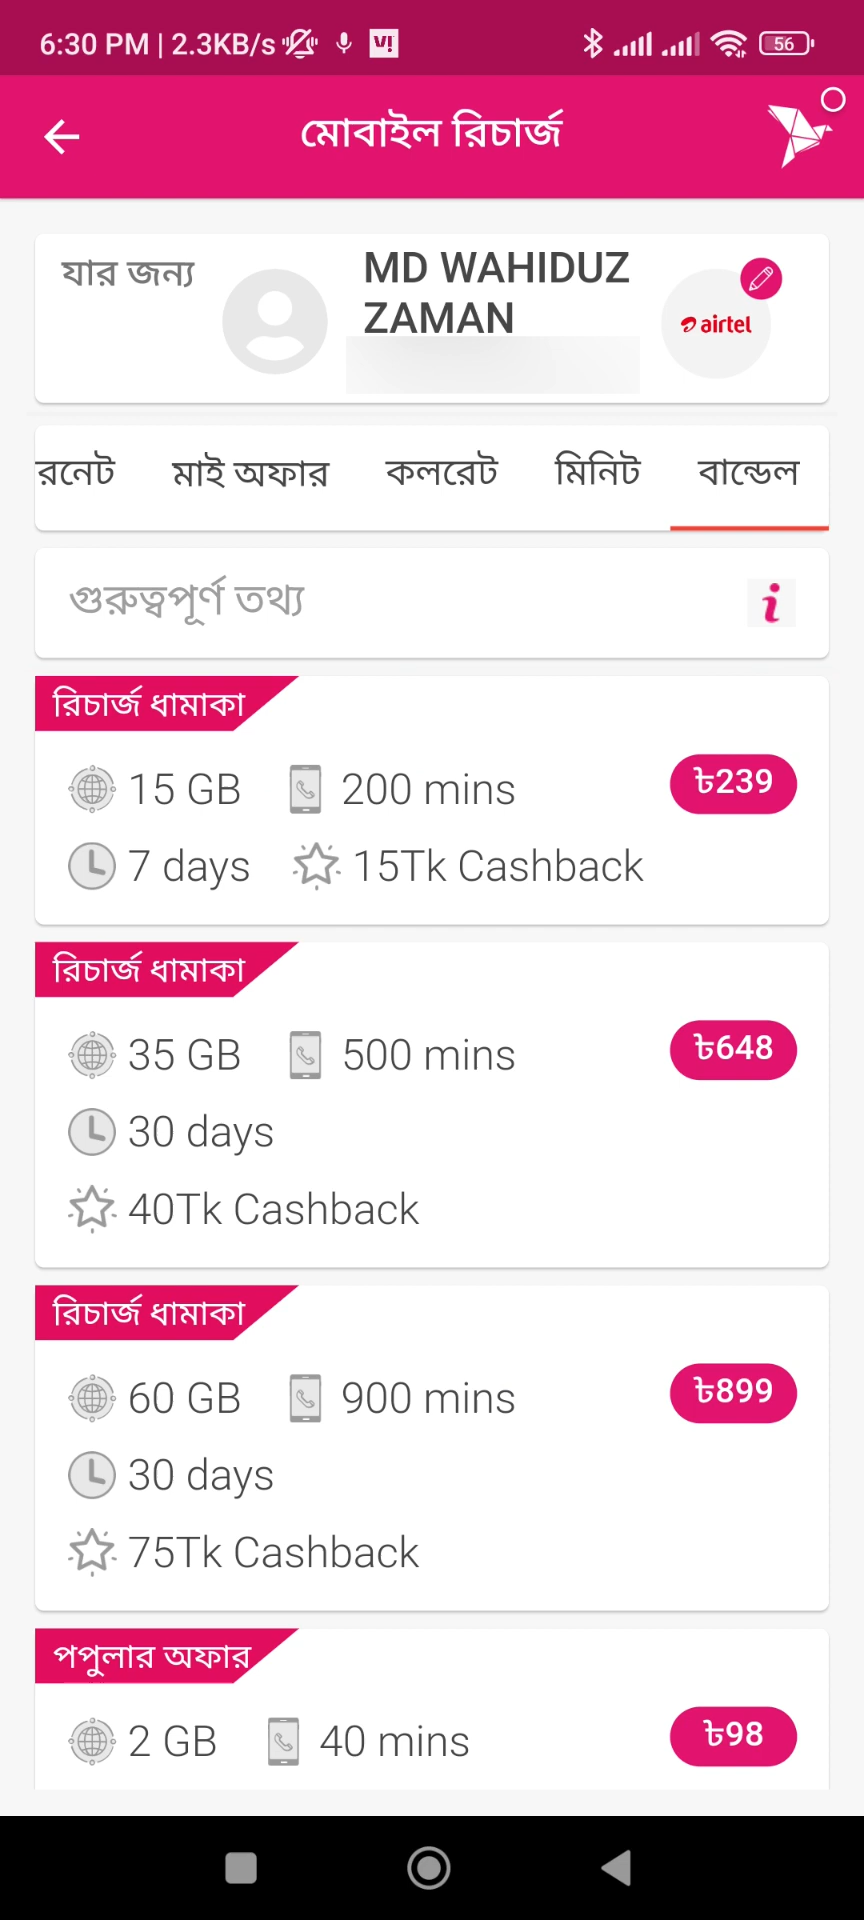 6:30 PM | 2.3KB/s V! 56
মোবাইল রিচার্জ
যার জন্য
MD WAHIDUZ
ZAMAN
airtel
রনেট মাই অফার কলরেট মিনিট বান্ডেল
গুরুত্বপূর্ণ তথ্য i
রিচার্জ ধামাকা
15 GB 200 mins ৳239
7 days 15Tk Cashback
রিচার্জ ধামাকা
35 GB 500 mins ৳648
30 days
40Tk Cashback
রিচার্জ ধামাকা
60 GB 900 mins ৳899
30 days
75Tk Cashback
পপুলার অফার
2 GB 40 mins ৳98